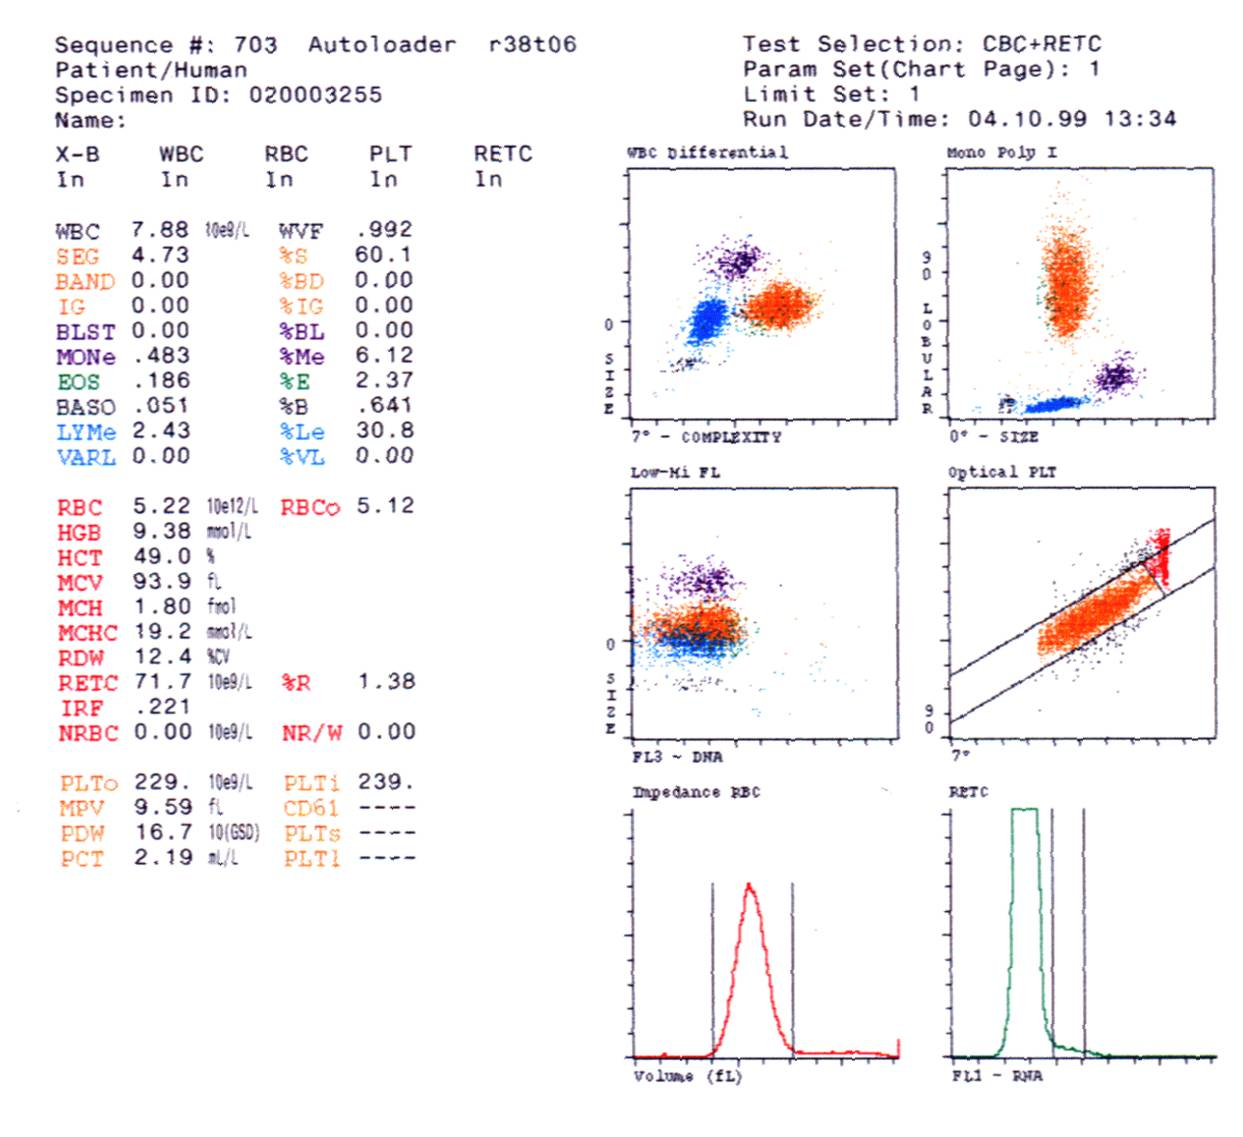 Sequence #: 703 Autoloader r38t06
Patient/Human
Specimen ID: 020003255
Name:
Test Selection: CBC+RETC
Param Set(Chart Page): 1
Limit Set: 1
Run Date/Time: 04.10.99 13:34
X-B WBC RBC PLT RETC
In In In In In
WBC 7.88 10e9/L WVF .992
SEG 4.73 %S 60.1
BAND 0.00 %BD 0.00
IG 0.00 %IG 0.00
BLST 0.00 %BL 0.00
MONe .483 %Me 6.12
EOS .186 %E 2.37
BASO .051 %B .641
LYMe 2.43 %Le 30.8
VARL 0.00 %VL 0.00
RBC 5.22 10e12/L RBCo 5.12
HGB 9.38 mmol/L
HCT 49.0 %
MCV 93.9 fL
MCH 1.80 fmol
MCHC 19.2 mmol/L
RDW 12.4 %CV
RETC 71.7 10e9/L %R 1.38
IRF .221
NRBC 0.00 10e9/L NR/W 0.00
PLTo 229. 10e9/L PLTi 239.
MPV 9.59 fL CD61 ----
PDW 16.7 10(GSD) PLTs ----
PCT 2.19 mL/L PLTl ----
WBC Differential
0 SIZE
7° - COMPLEXITY
Mono Poly I
90 LOBULAR
0° - SIZE
Low-Mi FL
0 SIZE
FL3 - DNA
Optical PLT
90
7°
Impedance RBC
Volume (fL)
RETC
FL1 - RNA